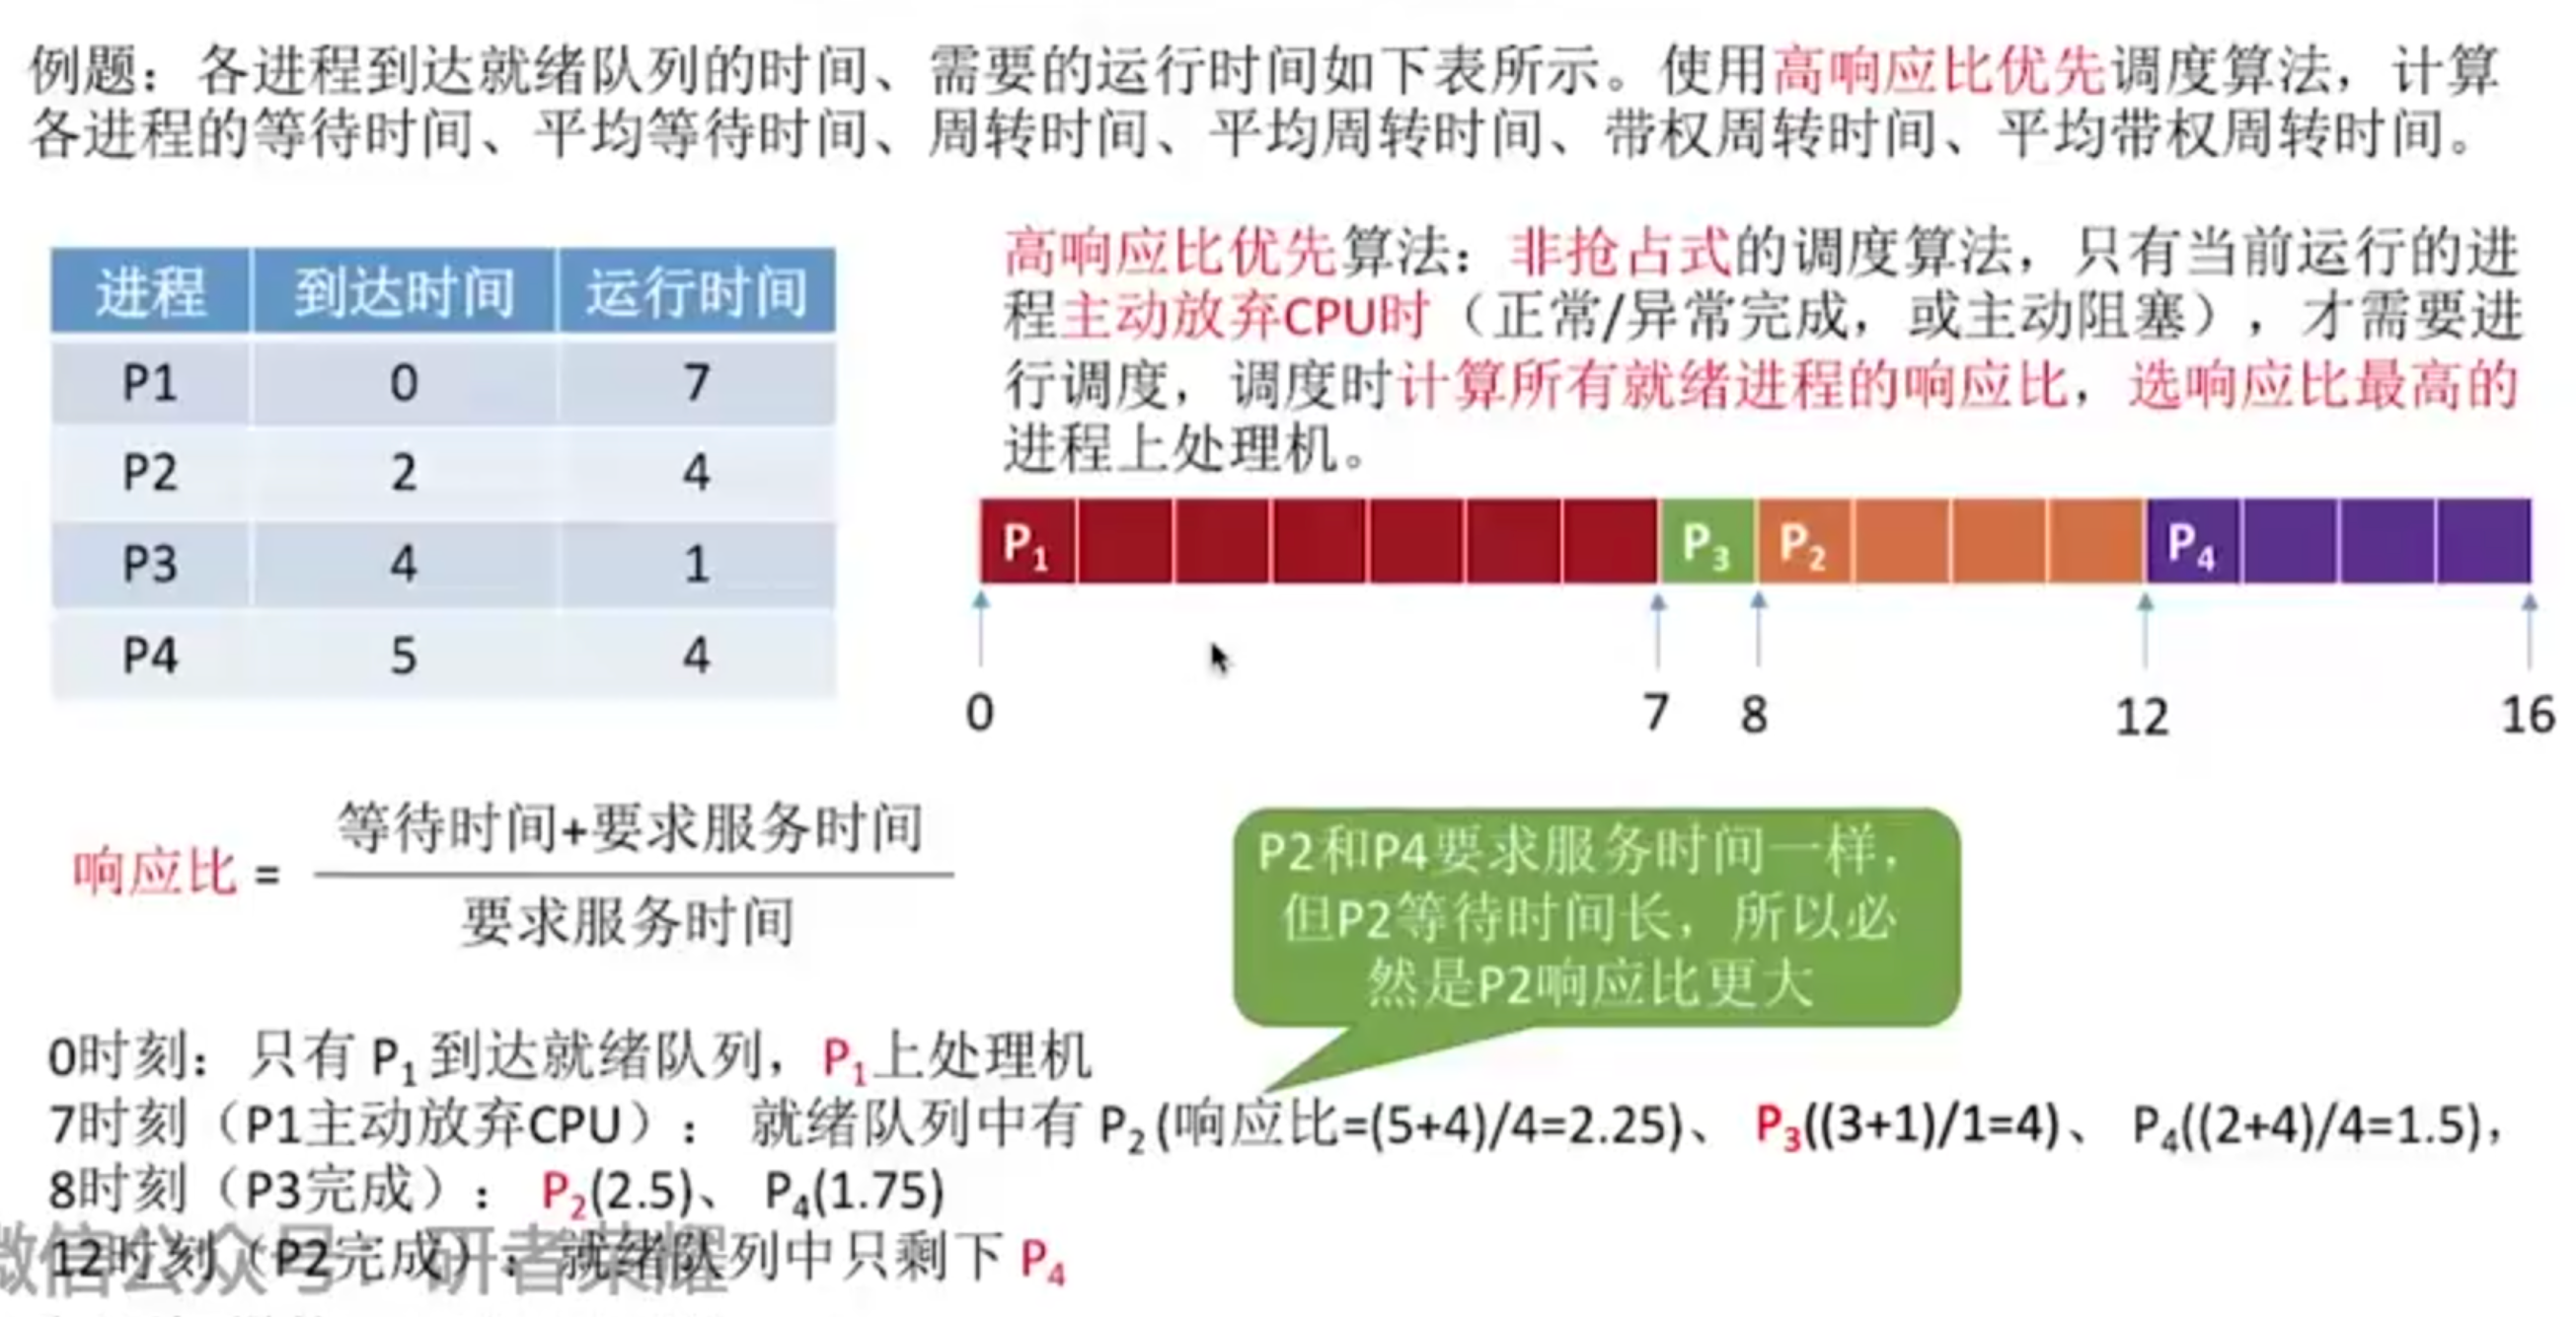 例题：各进程到达就绪队列的时间、需要的运行时间如下表所示。使用高响应比优先调度算法，计算
各进程的等待时间、平均等待时间、周转时间、平均周转时间、带权周转时间、平均带权周转时间。
进程 到达时间 运行时间
P1 0 7
P2 2 4
P3 4 1
P4 5 4
高响应比优先算法：非抢占式的调度算法，只有当前运行的进
程主动放弃CPU时（正常/异常完成，或主动阻塞），才需要进
行调度，调度时计算所有就绪进程的响应比，选响应比最高的
进程上处理机。
P₁ P₃ P₂ P₄
0 7 8 12 16
响应比 = 等待时间+要求服务时间
要求服务时间
P2和P4要求服务时间一样，
但P2等待时间长，所以必
然是P2响应比更大
0时刻：只有 P₁ 到达就绪队列，P₁上处理机
7时刻（P1主动放弃CPU）： 就绪队列中有 P₂(响应比=(5+4)/4=2.25)、 P₃((3+1)/1=4)、 P₄((2+4)/4=1.5)，
8时刻（P3完成）： P₂(2.5)、 P₄(1.75)
12时刻（P2完成）：就绪队列中只剩下 P₄
微信公众号：研者荣耀